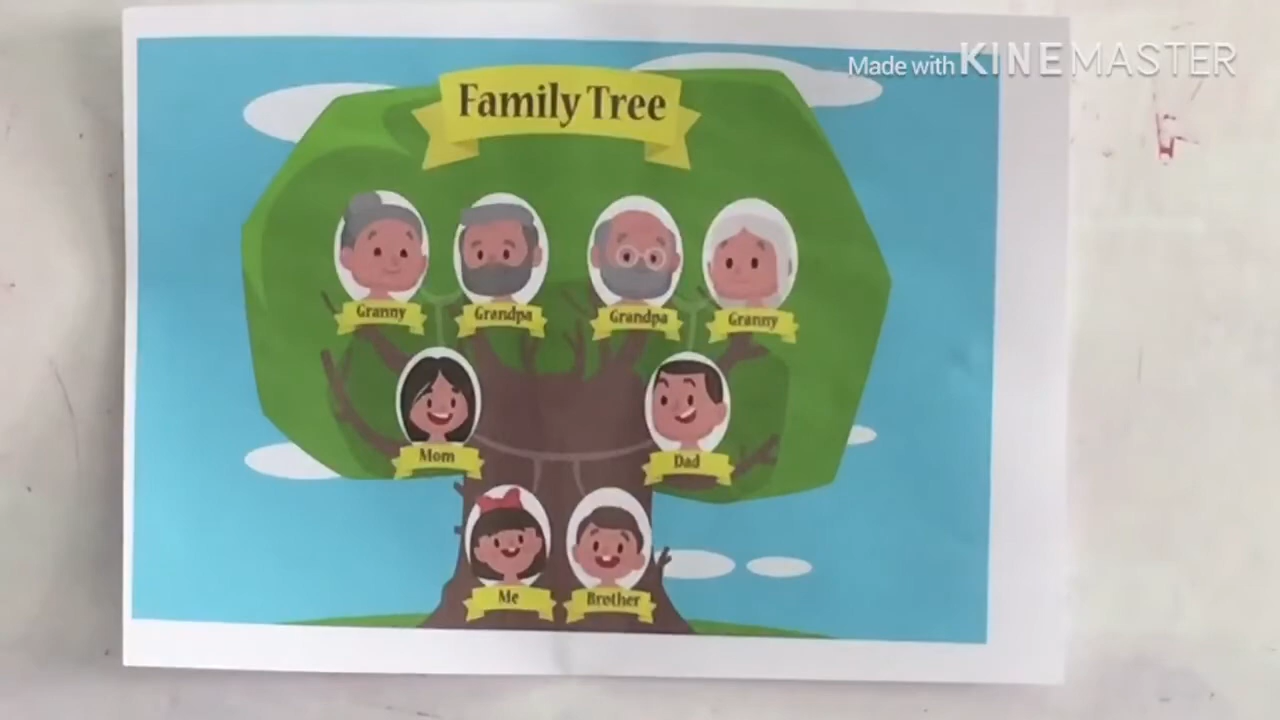 Made with KINEMASTER
Family Tree
Granny
Grandpa
Grandpa
Granny
Mom
Dad
Me
Brother